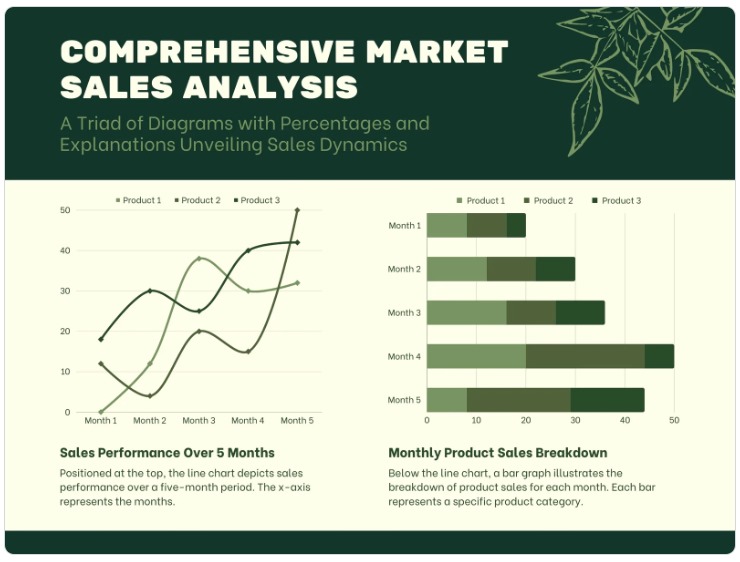 COMPREHENSIVE MARKET
SALES ANALYSIS
A Triad of Diagrams with Percentages and
Explanations Unveiling Sales Dynamics
Product 1 Product 2 Product 3
50
40
30
20
10
0
Month 1 Month 2 Month 3 Month 4 Month 5
Product 1 Product 2 Product 3
Month 1
Month 2
Month 3
Month 4
Month 5
0 10 20 30 40 50
Sales Performance Over 5 Months
Positioned at the top, the line chart depicts sales
performance over a five-month period. The x-axis
represents the months.
Monthly Product Sales Breakdown
Below the line chart, a bar graph illustrates the
breakdown of product sales for each month. Each bar
represents a specific product category.